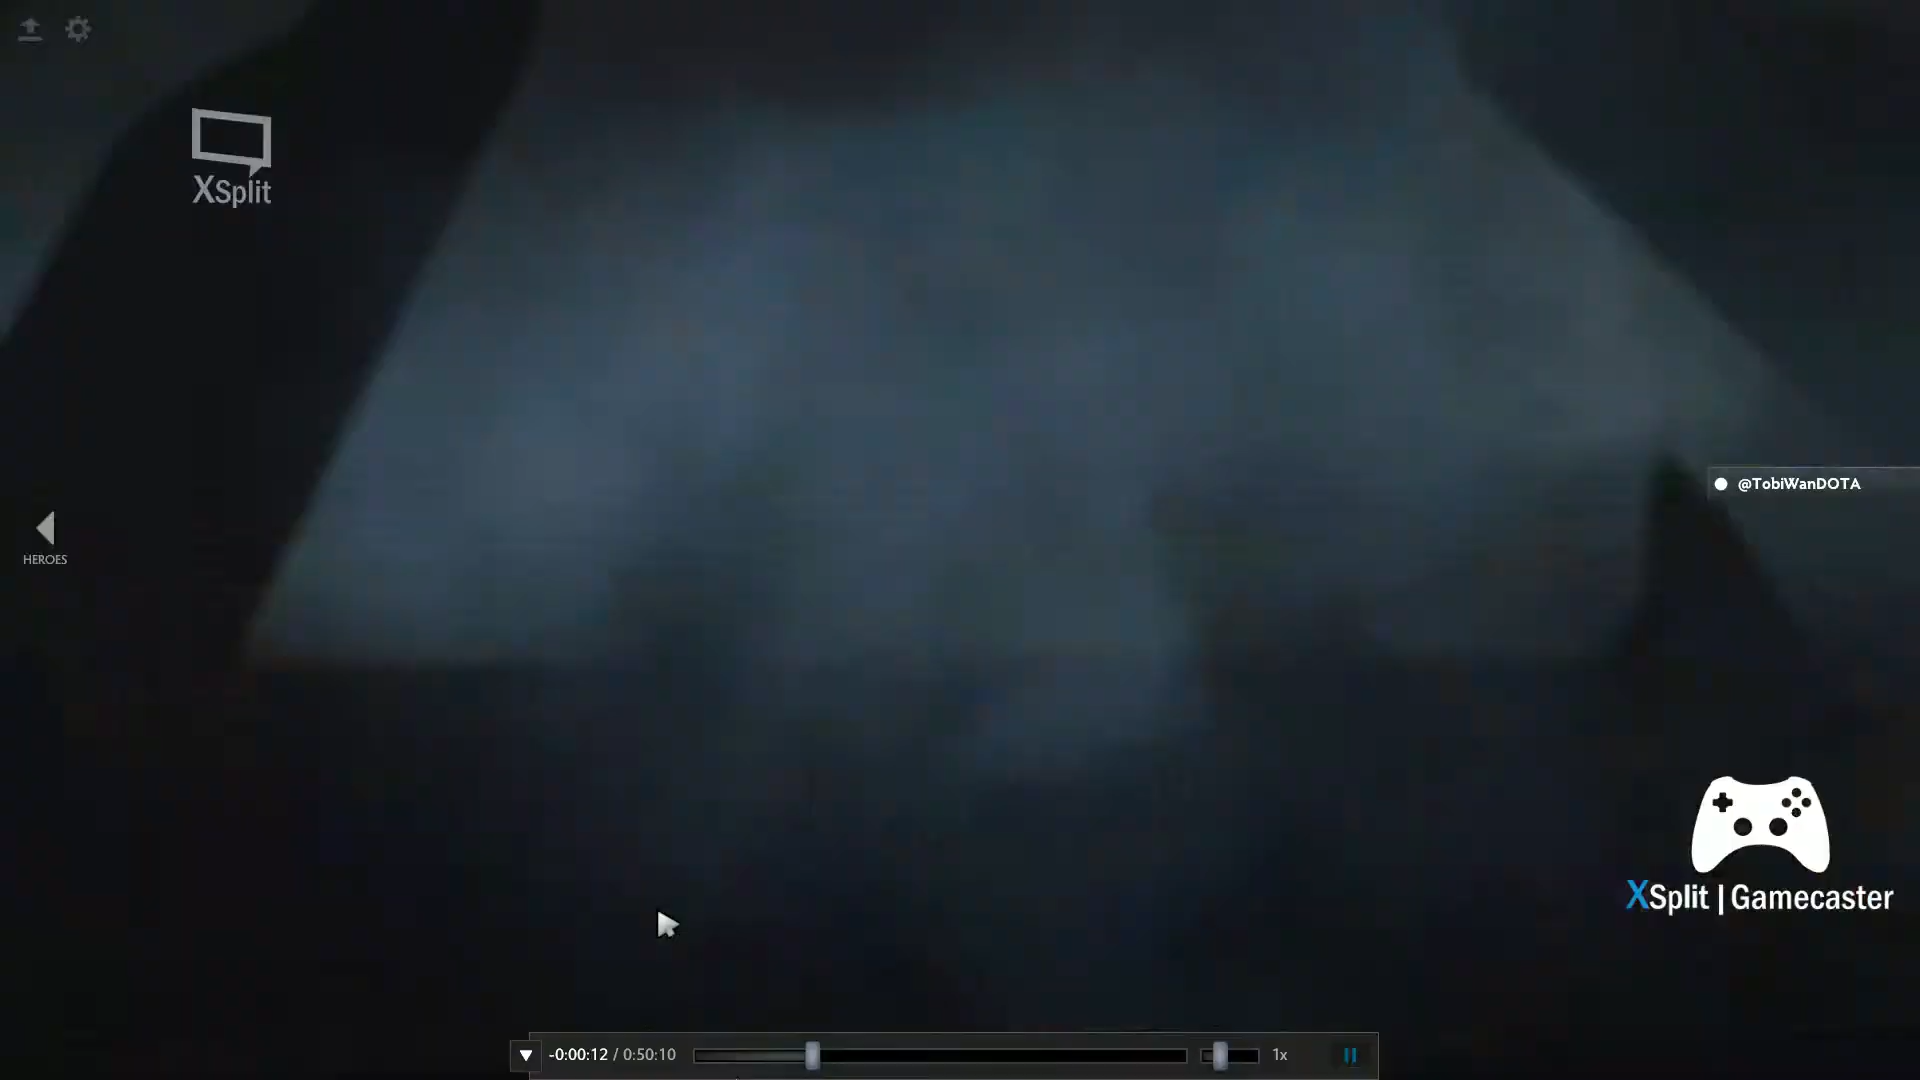 XSplit
@TobiWanDOTA
HEROES
XSplit | Gamecaster
-0:00:12 / 0:50:10
1x